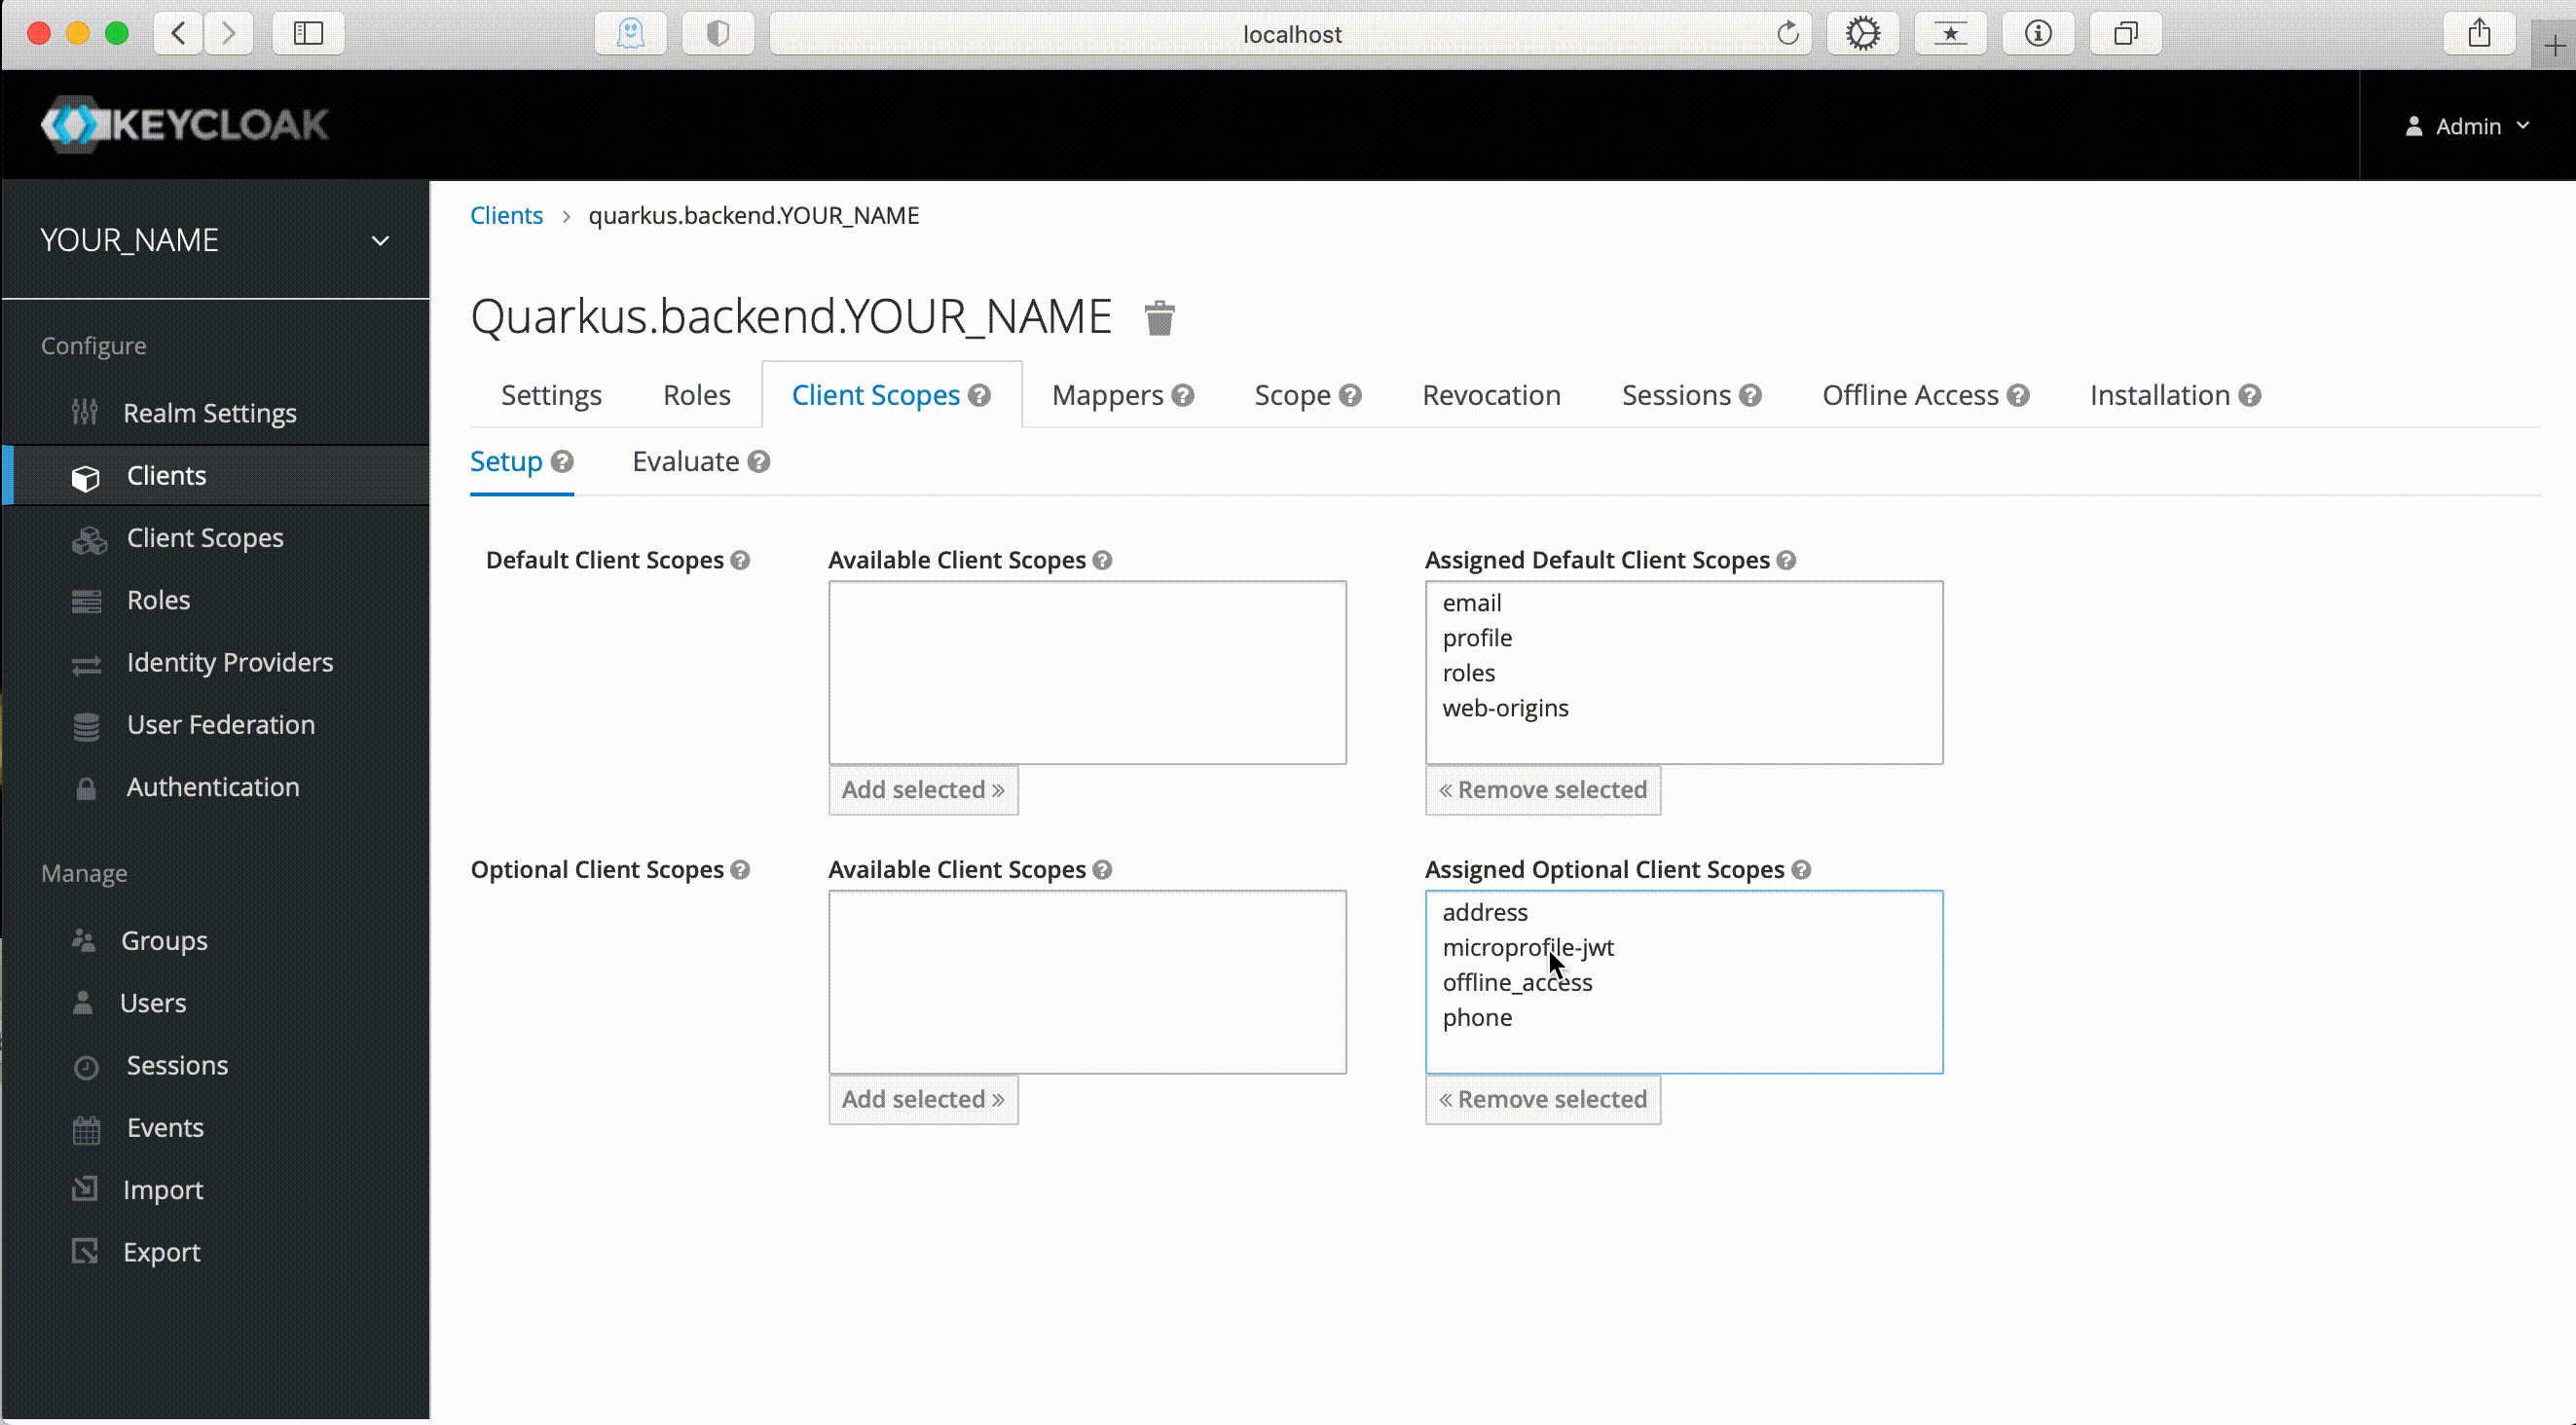 localhost
KEYCLOAK
Admin
YOUR_NAME
Configure
Realm Settings
Clients
Client Scopes
Roles
Identity Providers
User Federation
Authentication
Manage
Groups
Users
Sessions
Events
Import
Export
Clients > quarkus.backend.YOUR_NAME
Quarkus.backend.YOUR_NAME
Settings Roles Client Scopes ? Mappers ? Scope ? Revocation Sessions ? Offline Access ? Installation ?
Setup ? Evaluate ?
Default Client Scopes ? Available Client Scopes ? Assigned Default Client Scopes ?
email
profile
roles
web-origins
Add selected » « Remove selected
Optional Client Scopes ? Available Client Scopes ? Assigned Optional Client Scopes ?
address
microprofile-jwt
offline_access
phone
Add selected » « Remove selected